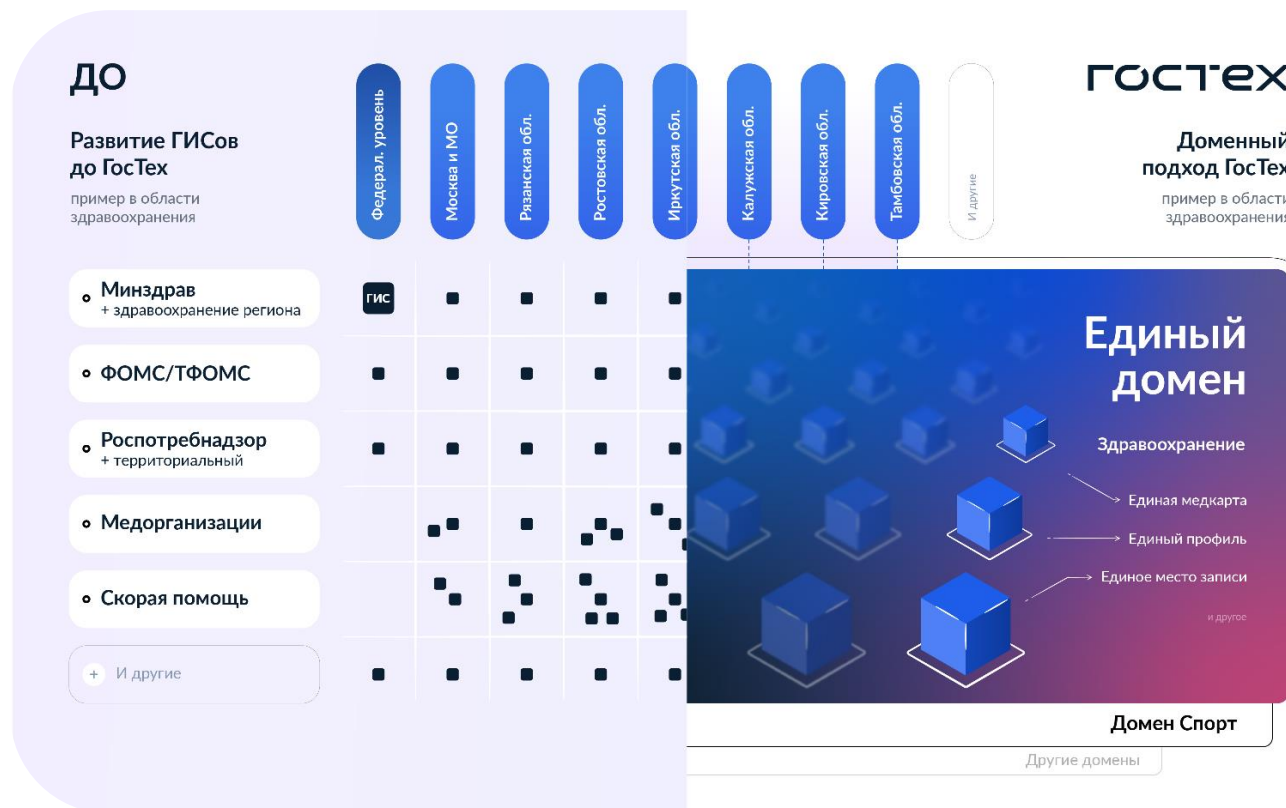 ДО
Развитие ГИСов
до ГосТех
пример в области
здравоохранения
Федерал. уровень
Москва и МО
Рязанская обл.
Ростовская обл.
Иркутская обл.
Калужская обл.
Кировская обл.
Тамбовская обл.
И другие
ГОСТЕХ
Доменный
подход ГосТех
пример в области
здравоохранения
Минздрав
+ здравоохранение региона
ФОМС/ТФОМС
Роспотребнадзор
+ территориальный
Медорганизации
Скорая помощь
+ И другие
ГИС
Единый
домен
Здравоохранение
Единая медкарта
Единый профиль
Единое место записи
и другое
Домен Спорт
Другие домены